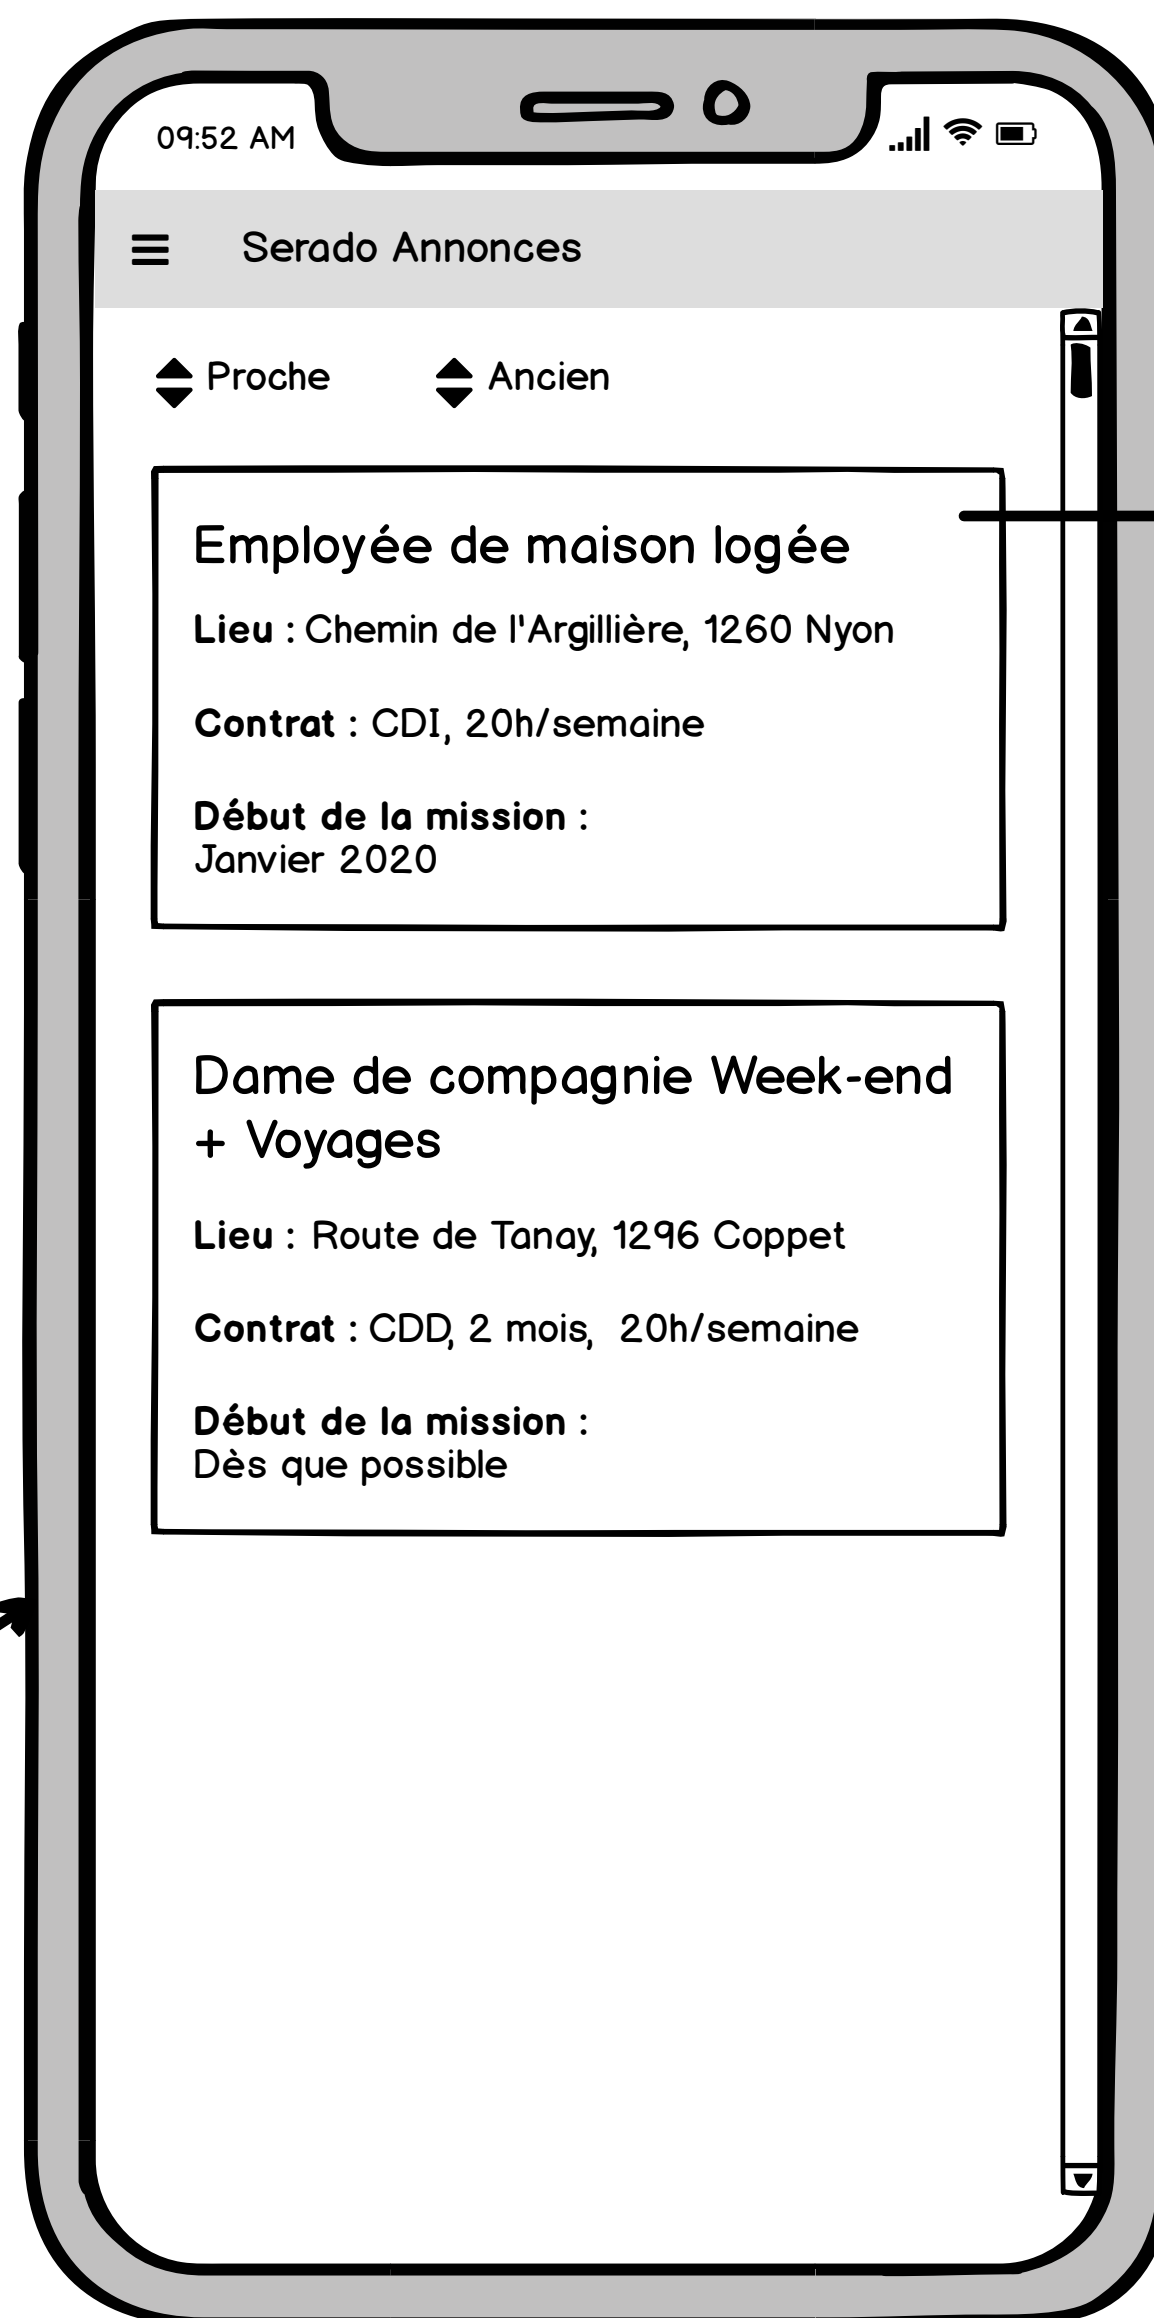 09:52 AM
Serado Annonces
Proche
Ancien
Employée de maison logée
Lieu : Chemin de l'Argillière, 1260 Nyon
Contrat : CDI, 20h/semaine
Début de la mission :
Janvier 2020
Dame de compagnie Week-end
+ Voyages
Lieu : Route de Tanay, 1296 Coppet
Contrat : CDD, 2 mois,  20h/semaine
Début de la mission :
Dès que possible